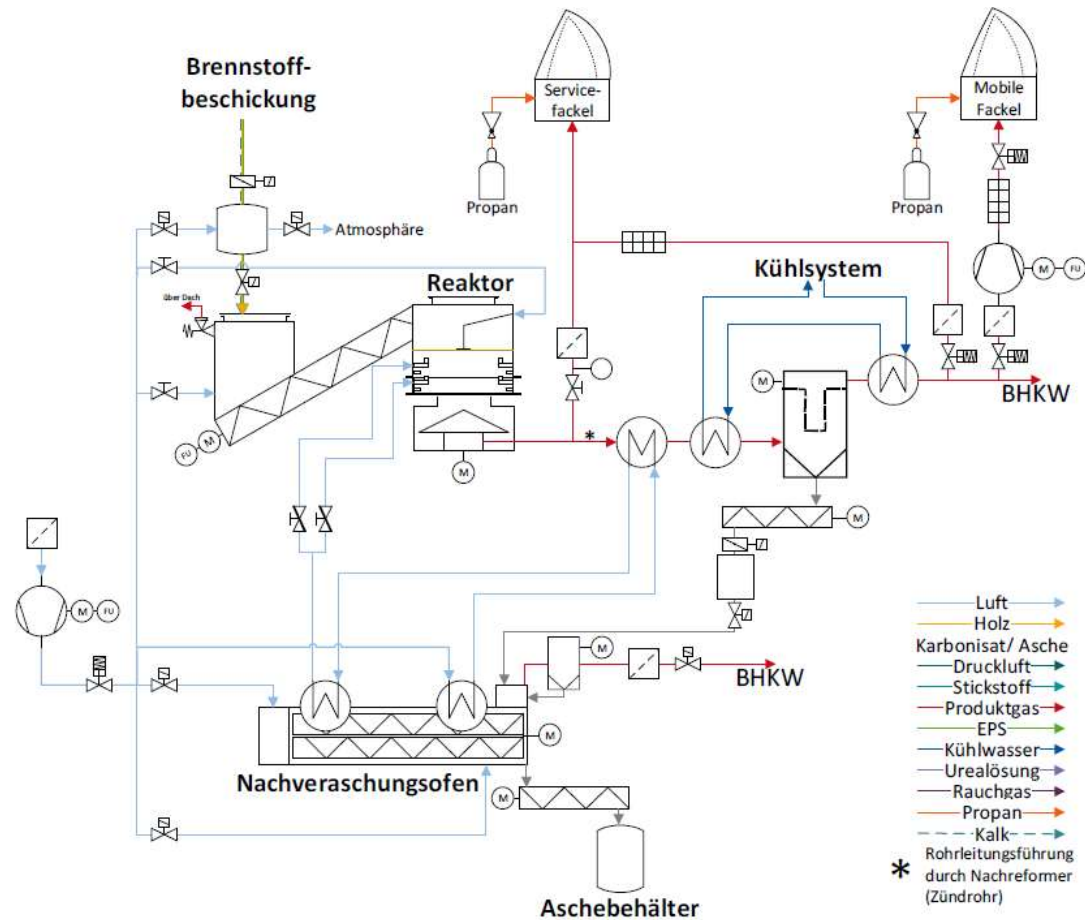 Brennstoff-
beschickung
Service-
fackel
Mobile
Fackel
Propan
Propan
Atmosphäre
über Dach
Reaktor
Kühlsystem
M
FU
M
BHKW
*
M
FU
M
M
M
FU
M
BHKW
M
Nachveraschungsofen
M
Aschebehälter
Luft
Holz
Karbonisat/ Asche
Druckluft
Stickstoff
Produktgas
EPS
Kühlwasser
Urealösung
Rauchgas
Propan
Kalk
* Rohrleitungsführung
durch Nachreformer
(Zündrohr)